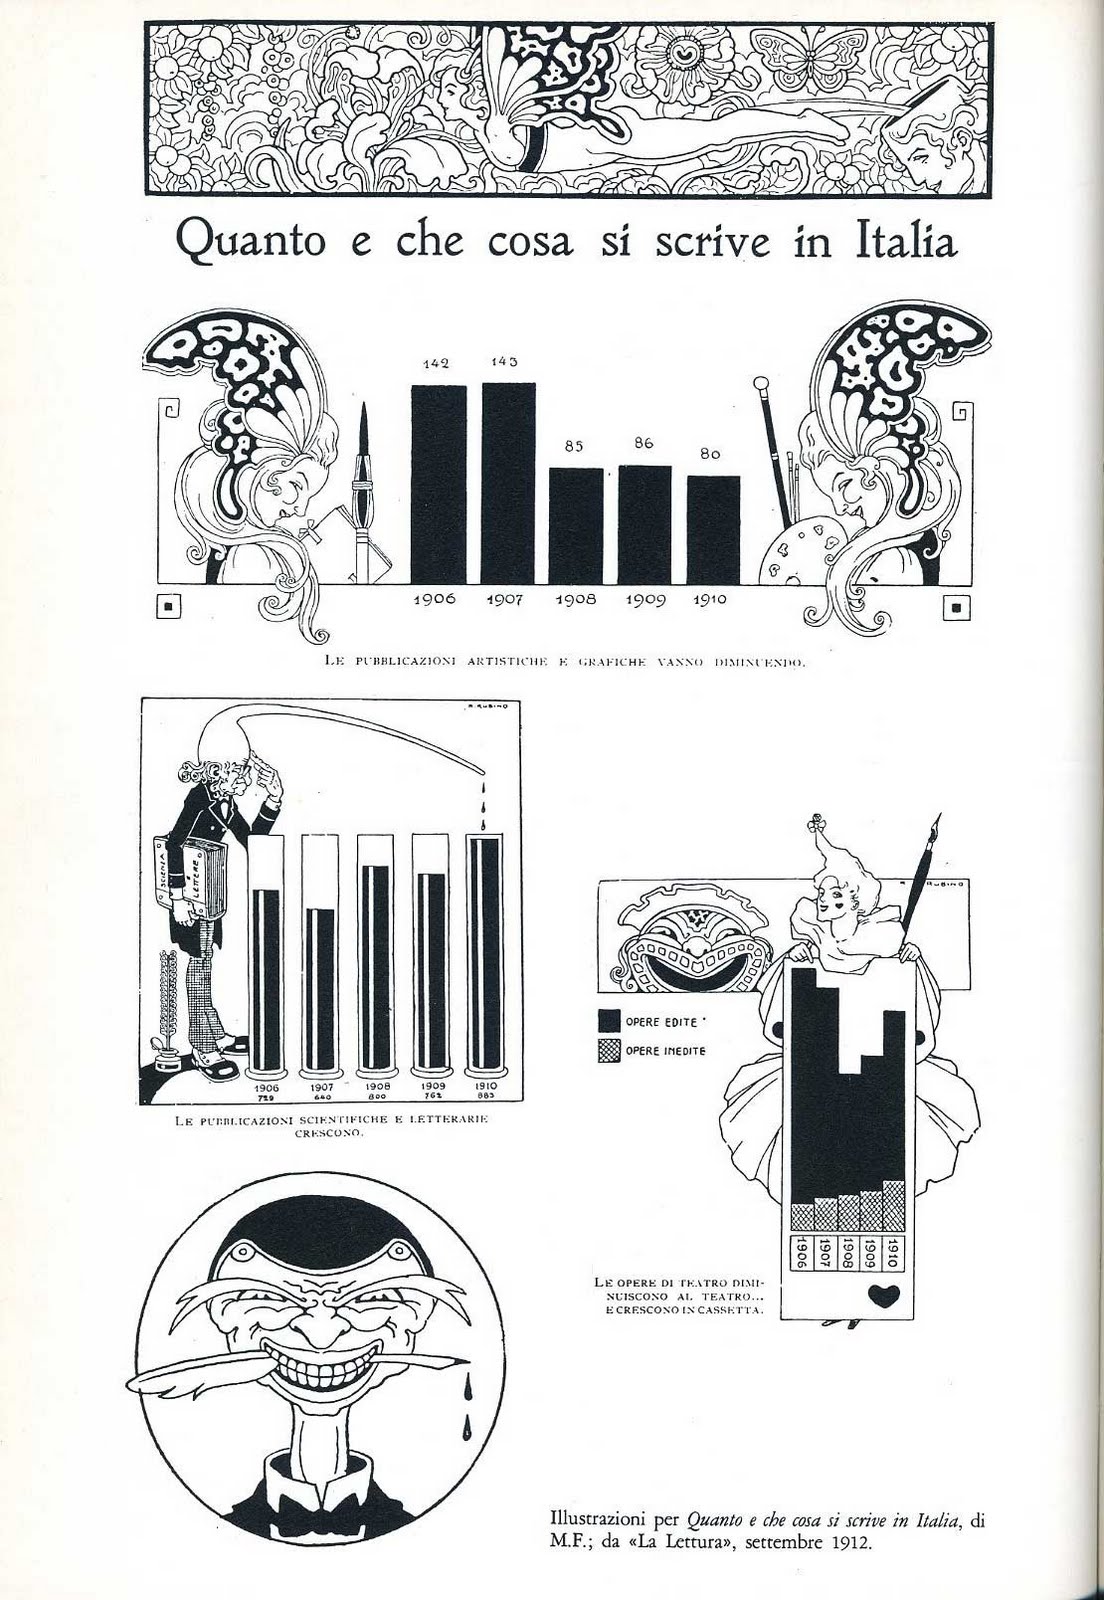 Quanto e che cosa si scrive in Italia
142 143 85 86 80
1906 1907 1908 1909 1910
LE PUBBLICAZIONI ARTISTICHE E GRAFICHE VANNO DIMINUENDO.
A. RUBINO
SCIENZA
LETTERE
1906 1907 1908 1909 1910
729 640 800 762 883
LE PUBBLICAZIONI SCIENTIFICHE E LETTERARIE
CRESCONO.
A. RUBINO
OPERE EDITE
OPERE INEDITE
1906 1907 1908 1909 1910
LE OPERE DI TEATRO DIMI-
NUISCONO AL TEATRO...
E CRESCONO IN CASSETTA.
Illustrazioni per Quanto e che cosa si scrive in Italia, di
M.F.; da «La Lettura», settembre 1912.